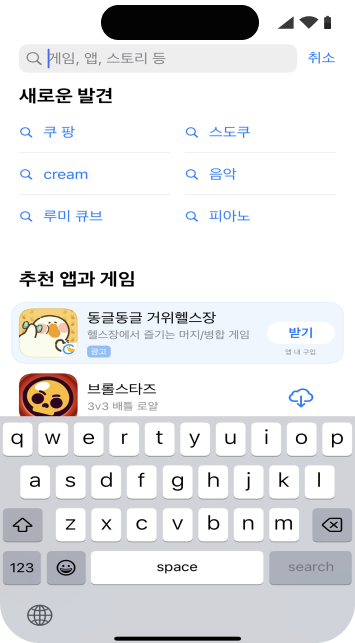 게임, 앱, 스토리 등 취소
새로운 발견
쿠 팡 스도쿠
cream 음악
루미 큐브 피아노
추천 앱과 게임
동글동글 거위헬스장
헬스장에서 즐기는 머지/병합 게임
받기
광고
앱 내 구입
브롤스타즈
3v3 배틀 로얄
q w e r t y u i o p
a s d f g h j k l
z x c v b n m
123 space search